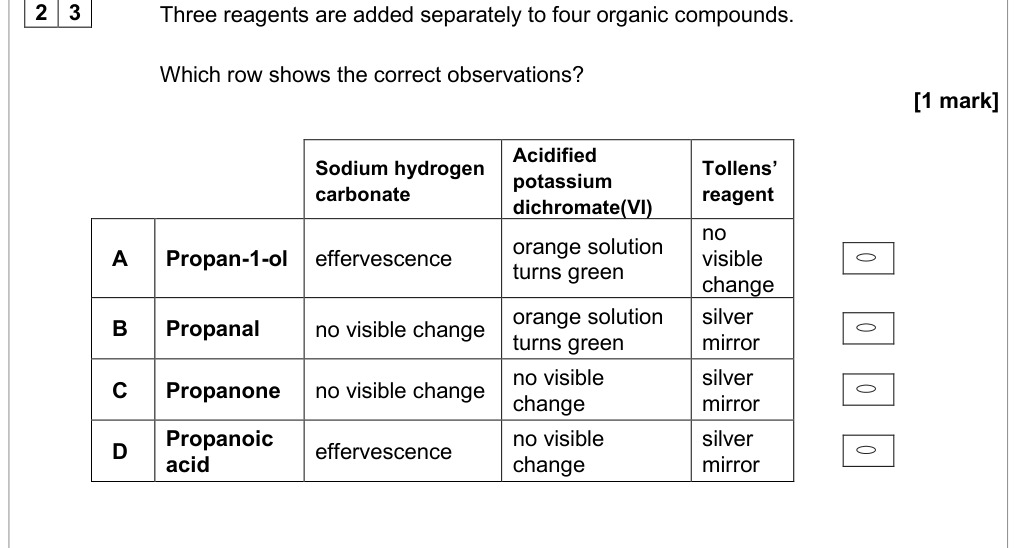 2 3 Three reagents are added separately to four organic compounds.
Which row shows the correct observations?
[1 mark]
Sodium hydrogen
carbonate
Acidified
potassium
dichromate(VI)
Tollens’
reagent
A
Propan-1-ol
effervescence
orange solution
turns green
no
visible
change
B
Propanal
no visible change
orange solution
turns green
silver
mirror
C
Propanone
no visible change
no visible
change
silver
mirror
D
Propanoic
acid
effervescence
no visible
change
silver
mirror